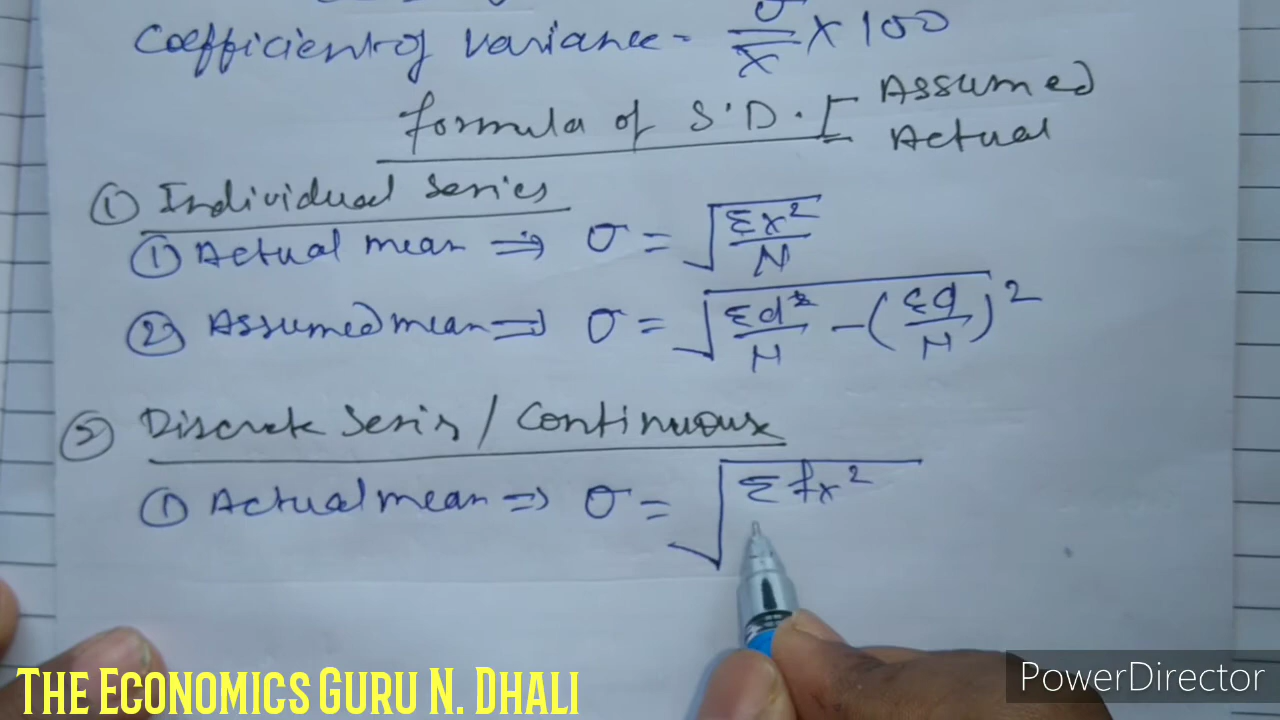 Coefficient of variance = σ/x̄ × 100
formula of S.D. [ Assumed
Actual
① Individual series
① Actual mean ⇒ σ = √Σx²/N
② Assumed mean ⇒ σ = √Σd²/N - (Σd/N)²
② Discrete Series / Continuous
① Actual mean ⇒ σ = √Σfx²
THE ECONOMICS GURU N. DHALI
PowerDirector